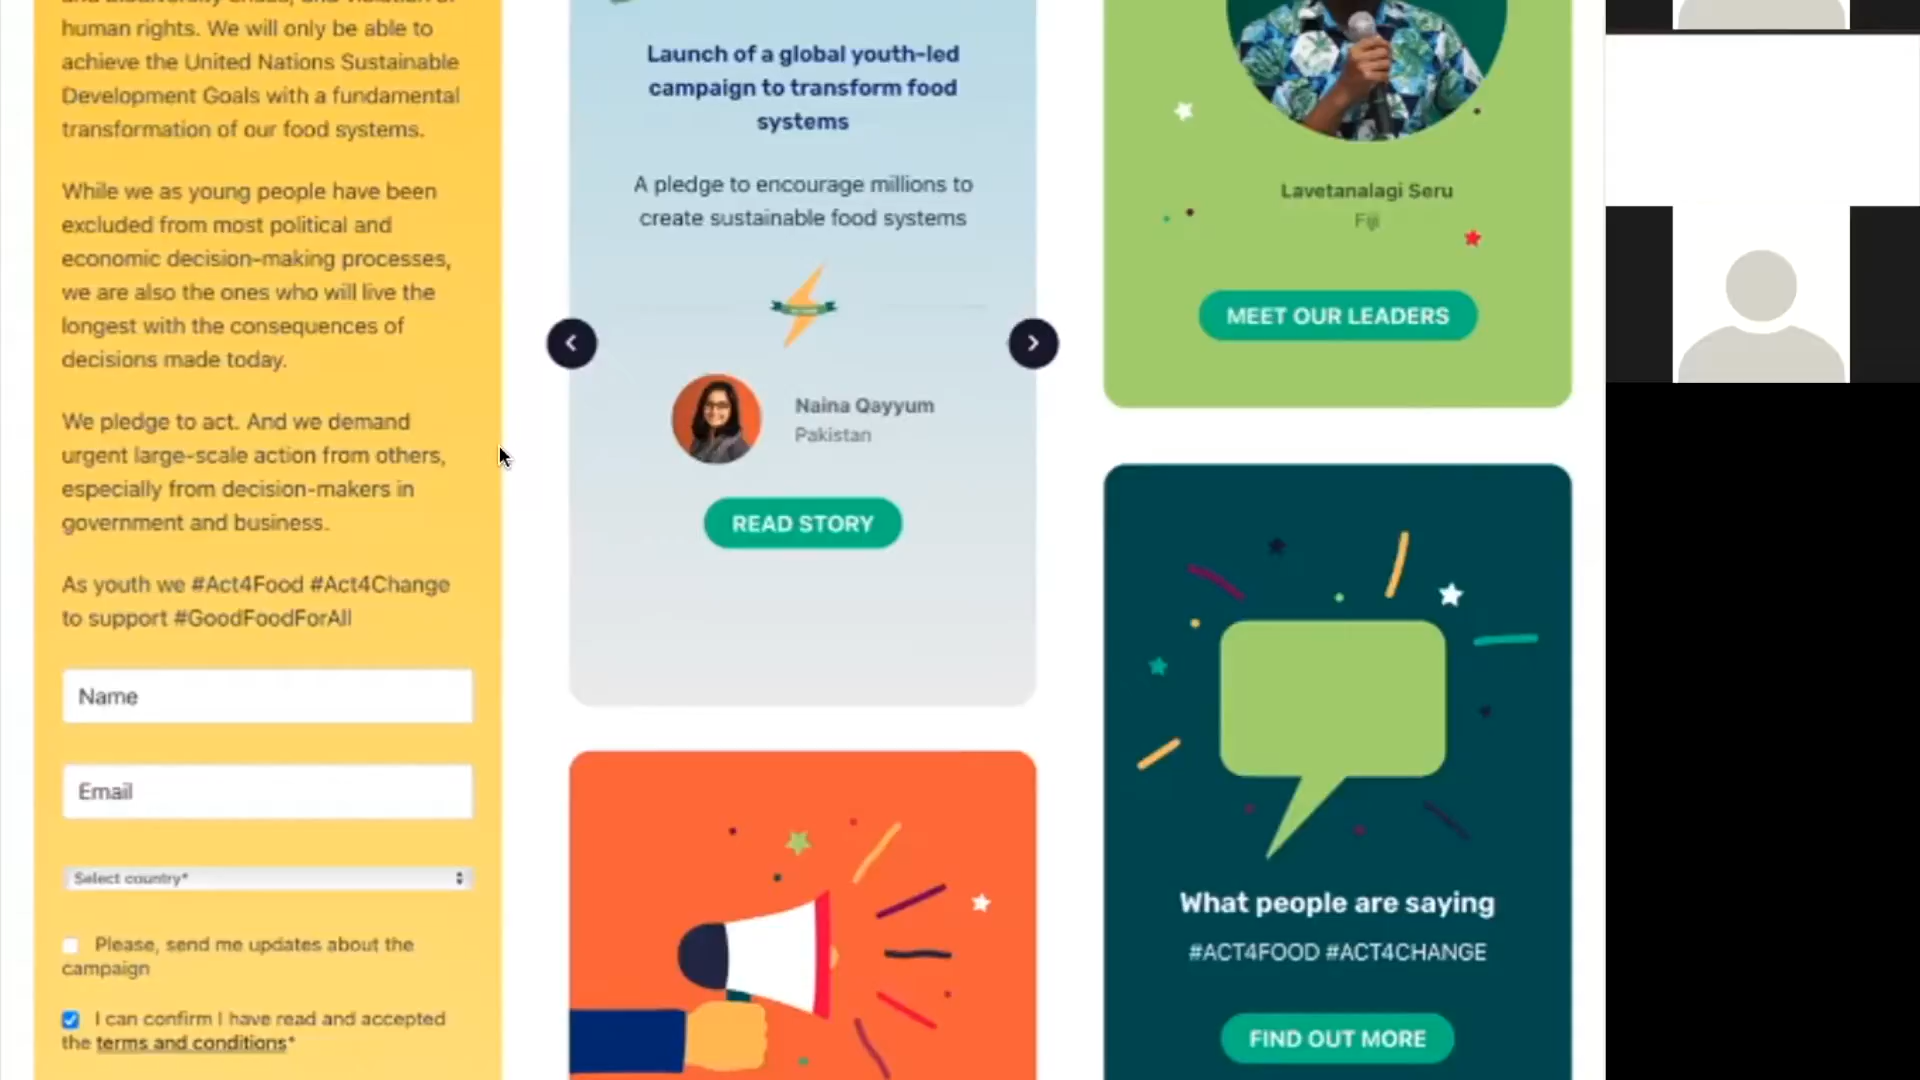 human rights. We will only be able to
achieve the United Nations Sustainable
Development Goals with a fundamental
transformation of our food systems.
While we as young people have been
excluded from most political and
economic decision-making processes,
we are also the ones who will live the
longest with the consequences of
decisions made today.
We pledge to act. And we demand
urgent large-scale action from others,
especially from decision-makers in
government and business.
As youth we #Act4Food #Act4Change
to support #GoodFoodForAll
Name
Email
Select country*
Please, send me updates about the
campaign
I can confirm I have read and accepted
the terms and conditions*
Launch of a global youth-led
campaign to transform food
systems
A pledge to encourage millions to
create sustainable food systems
Naina Qayyum
Pakistan
READ STORY
Lavetanalagi Seru
Fiji
MEET OUR LEADERS
What people are saying
#ACT4FOOD #ACT4CHANGE
FIND OUT MORE